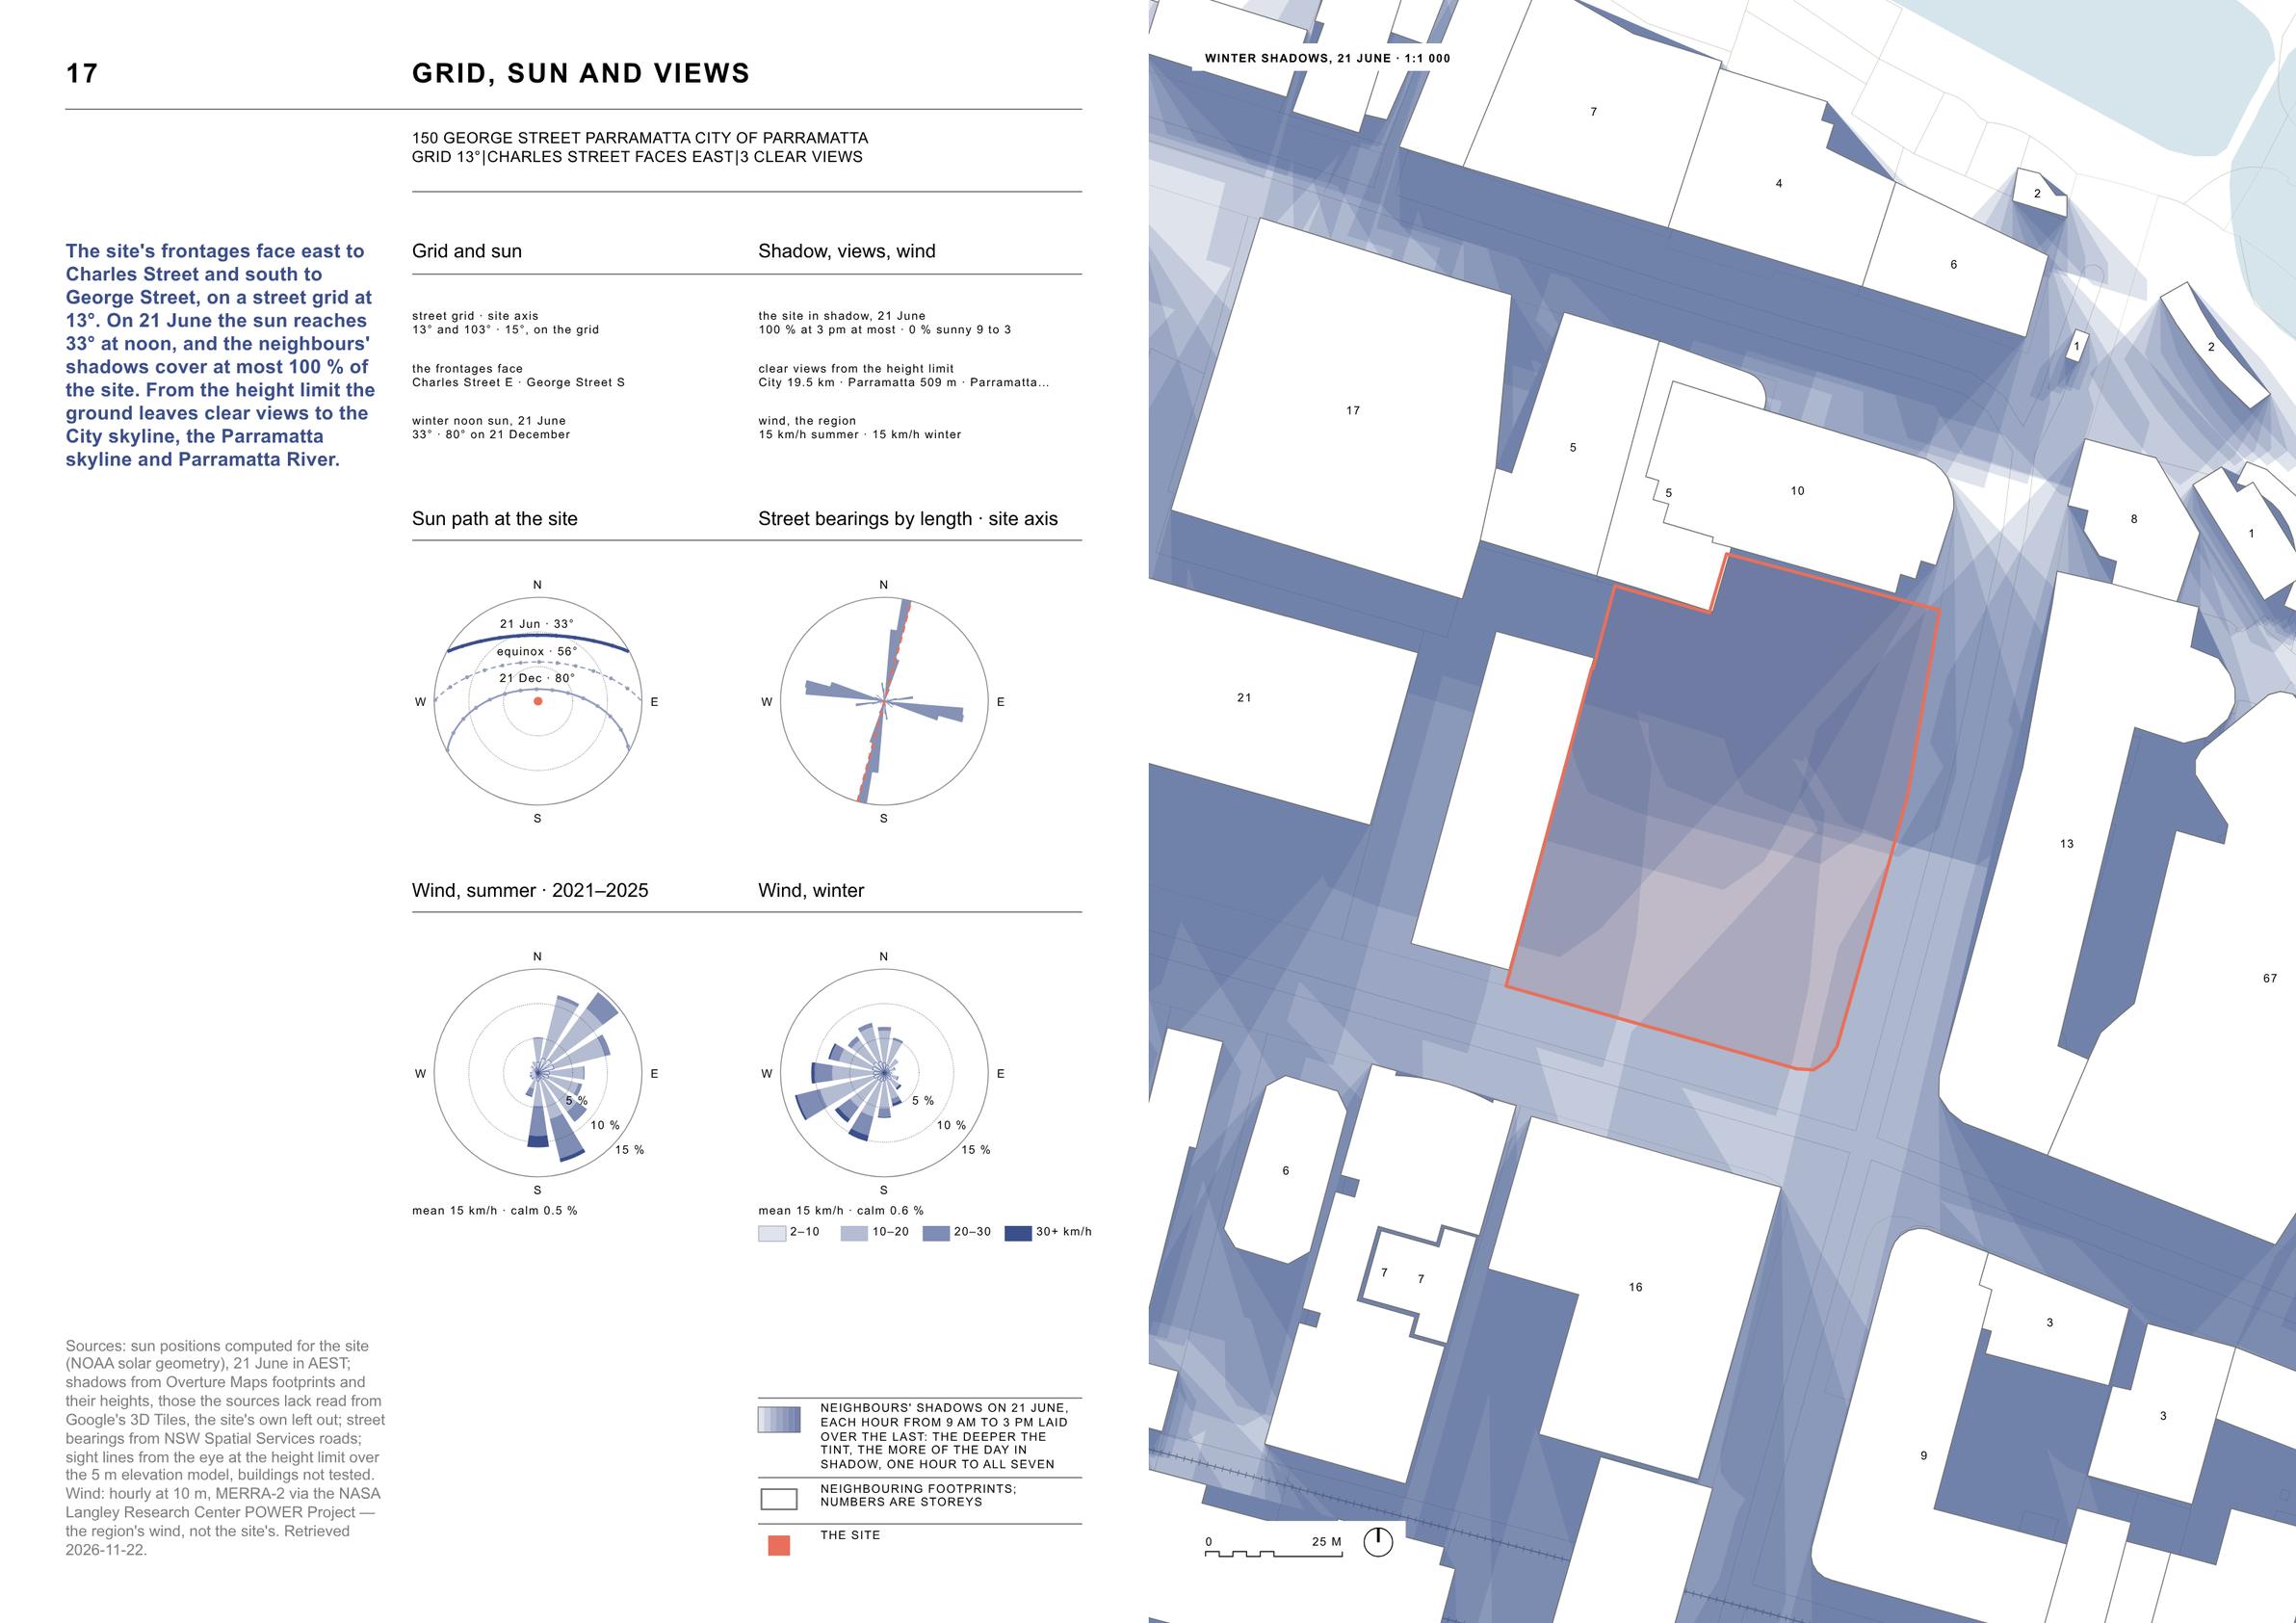 17
GRID, SUN AND VIEWS
150 GEORGE STREET PARRAMATTA CITY OF PARRAMATTA
GRID 13°|CHARLES STREET FACES EAST|3 CLEAR VIEWS
The site's frontages face east to
Charles Street and south to
George Street, on a street grid at
13°. On 21 June the sun reaches
33° at noon, and the neighbours'
shadows cover at most 100 % of
the site. From the height limit the
ground leaves clear views to the
City skyline, the Parramatta
skyline and Parramatta River.
Grid and sun
street grid · site axis
13° and 103° · 15°, on the grid
the frontages face
Charles Street E · George Street S
winter noon sun, 21 June
33° · 80° on 21 December
Shadow, views, wind
the site in shadow, 21 June
100 % at 3 pm at most · 0 % sunny 9 to 3
clear views from the height limit
City 19.5 km · Parramatta 509 m · Parramatta...
wind, the region
15 km/h summer · 15 km/h winter
Sun path at the site
N
21 Jun · 33°
equinox · 56°
21 Dec · 80°
W
E
S
Street bearings by length · site axis
N
W
E
S
Wind, summer · 2021–2025
N
W
E
5 %
10 %
15 %
S
mean 15 km/h · calm 0.5 %
Wind, winter
N
W
E
5 %
10 %
15 %
S
mean 15 km/h · calm 0.6 %
2–10
10–20
20–30
30+ km/h
Sources: sun positions computed for the site
(NOAA solar geometry), 21 June in AEST;
shadows from Overture Maps footprints and
their heights, those the sources lack read from
Google's 3D Tiles, the site's own left out; street
bearings from NSW Spatial Services roads;
sight lines from the eye at the height limit over
the 5 m elevation model, buildings not tested.
Wind: hourly at 10 m, MERRA-2 via the NASA
Langley Research Center POWER Project —
the region's wind, not the site's. Retrieved
2026-11-22.
NEIGHBOURS' SHADOWS ON 21 JUNE,
EACH HOUR FROM 9 AM TO 3 PM LAID
OVER THE LAST: THE DEEPER THE
TINT, THE MORE OF THE DAY IN
SHADOW, ONE HOUR TO ALL SEVEN
NEIGHBOURING FOOTPRINTS;
NUMBERS ARE STOREYS
THE SITE
WINTER SHADOWS, 21 JUNE · 1:1 000
7
4
2
6
1
2
17
5
5
10
8
1
21
13
67
6
7
7
16
3
3
9
0
25 M